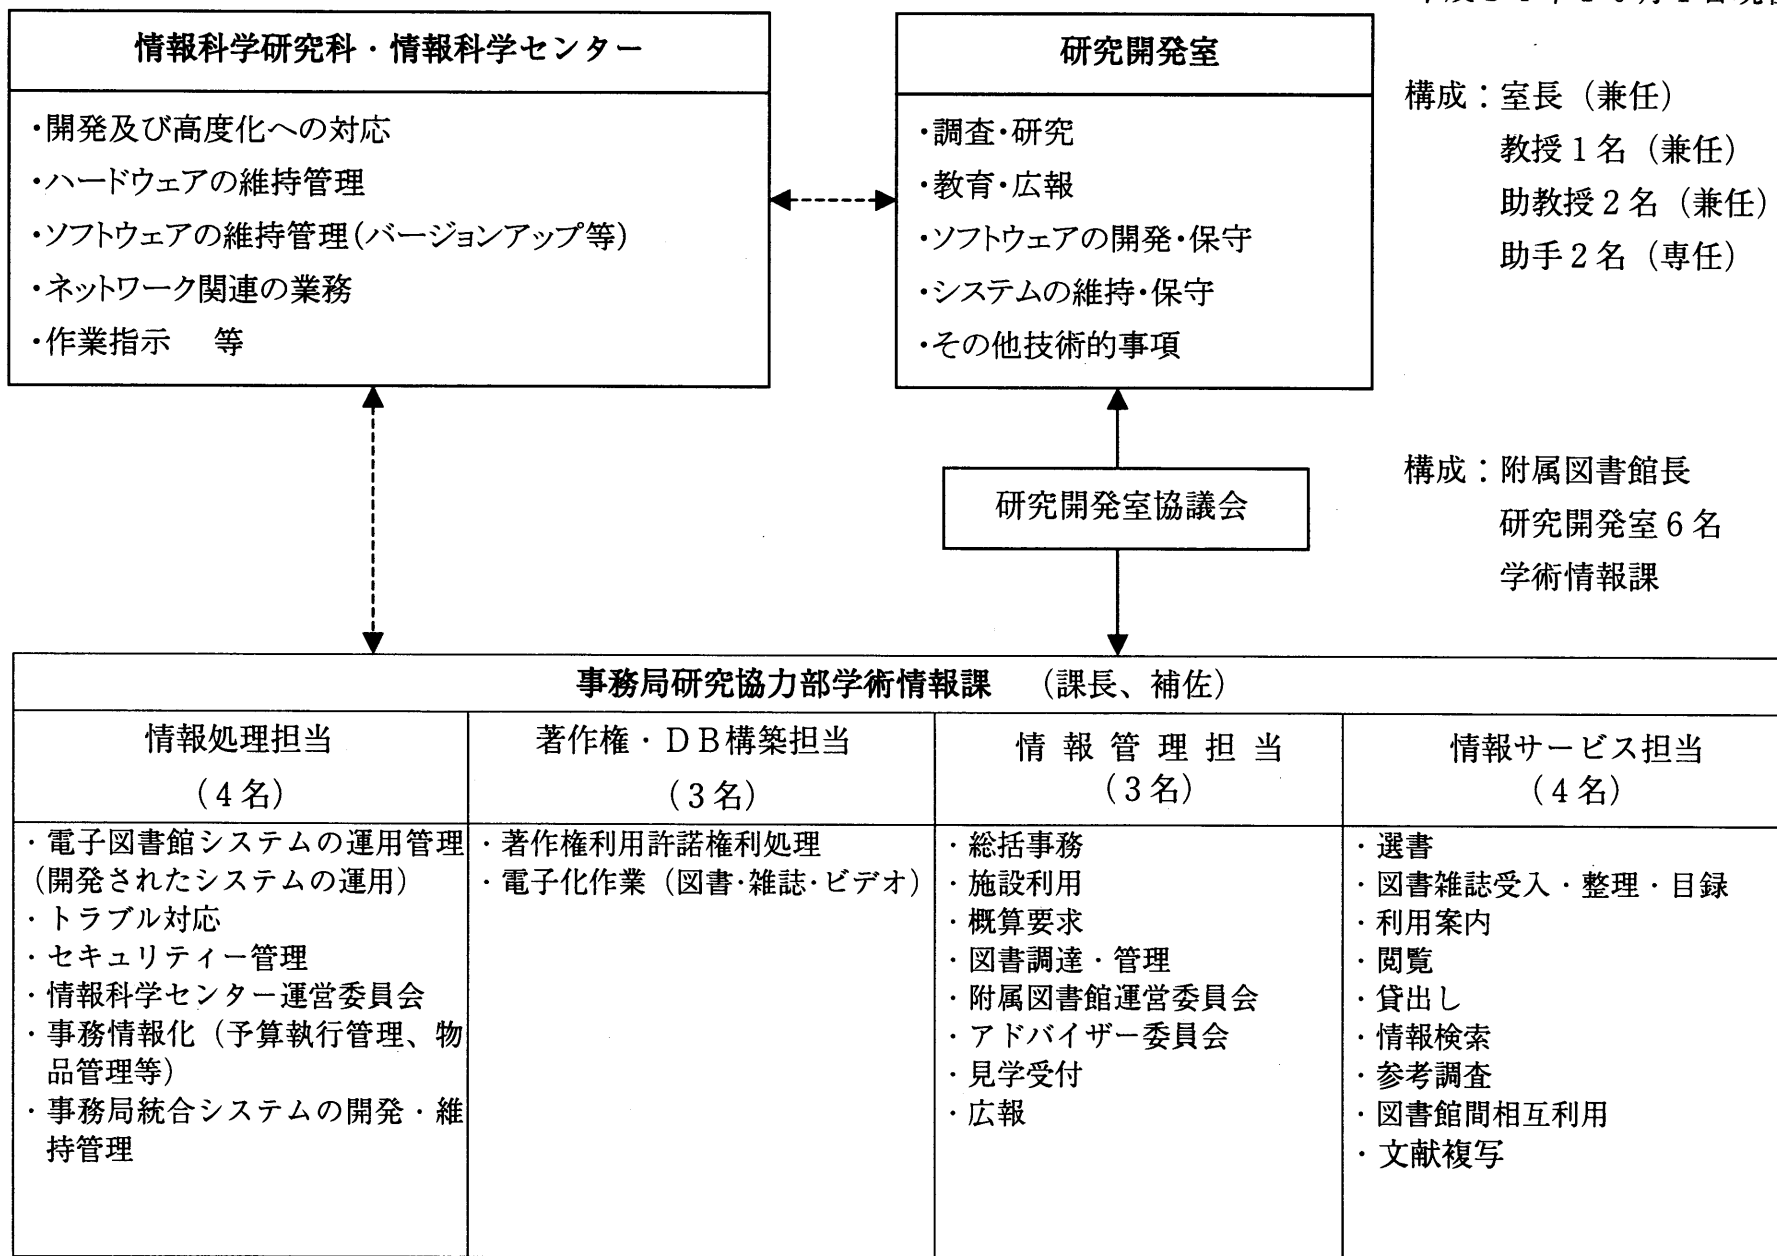 情報科学研究科・情報科学センター
・開発及び高度化への対応
・ハードウェアの維持管理
・ソフトウェアの維持管理(バージョンアップ等)
・ネットワーク関連の業務
・作業指示　等
研究開発室
・調査・研究
・教育・広報
・ソフトウェアの開発・保守
・システムの維持・保守
・その他技術的事項
構成：室長（兼任）
教授１名（兼任）
助教授２名（兼任）
助手２名（専任）
研究開発室協議会
構成：附属図書館長
研究開発室６名
学術情報課
事務局研究協力部学術情報課　（課長、補佐）
情報処理担当
（４名）
・電子図書館システムの運用管理
（開発されたシステムの運用）
・トラブル対応
・セキュリティー管理
・情報科学センター運営委員会
・事務情報化（予算執行管理、物
品管理等）
・事務局統合システムの開発・維
持管理
著作権・ＤＢ構築担当
（３名）
・著作権利用許諾権利処理
・電子化作業（図書・雑誌・ビデオ）
情 報 管 理 担 当
（３名）
・総括事務
・施設利用
・概算要求
・図書調達・管理
・附属図書館運営委員会
・アドバイザー委員会
・見学受付
・広報
情報サービス担当
（４名）
・選書
・図書雑誌受入・整理・目録
・利用案内
・閲覧
・貸出し
・情報検索
・参考調査
・図書館間相互利用
・文献複写